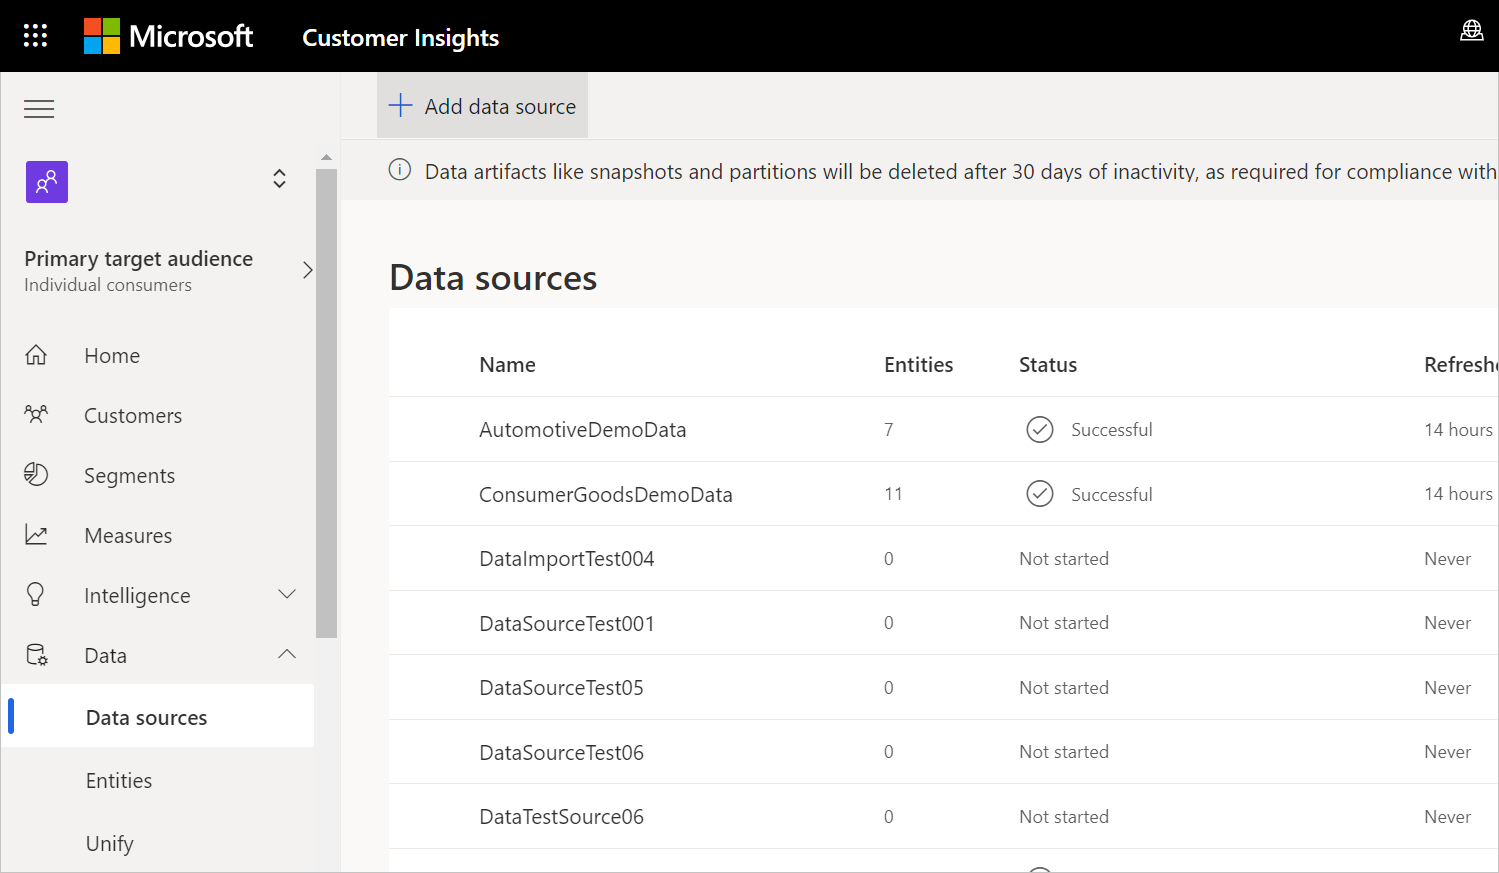 Microsoft
Customer Insights
Add data source
Data artifacts like snapshots and partitions will be deleted after 30 days of inactivity, as required for compliance with
Primary target audience
Individual consumers
Home
Customers
Segments
Measures
Intelligence
Data
Data sources
Entities
Unify
Data sources
Name Entities Status Refreshe
AutomotiveDemoData 7 Successful 14 hours
ConsumerGoodsDemoData 11 Successful 14 hours
DataImportTest004 0 Not started Never
DataSourceTest001 0 Not started Never
DataSourceTest05 0 Not started Never
DataSourceTest06 0 Not started Never
DataTestSource06 0 Not started Never